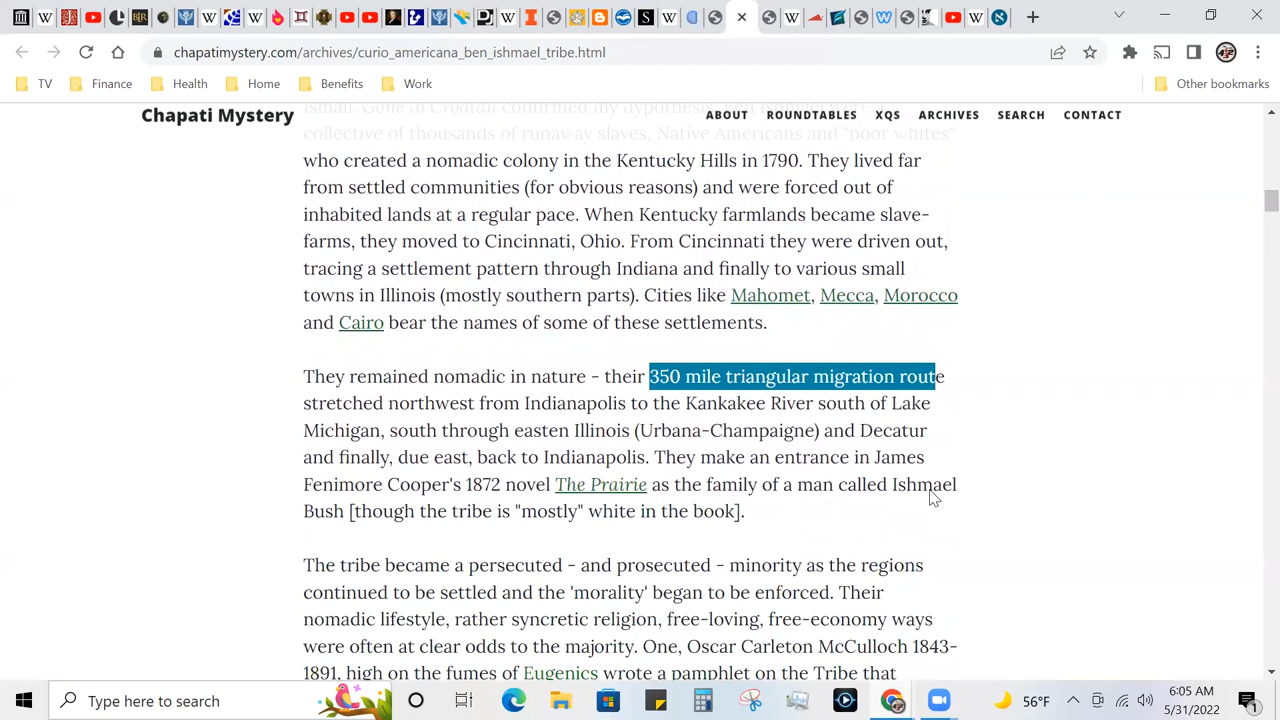 chapatimystery.com/archives/curio_americana_ben_ishmael_tribe.html
TV
Finance
Health
Home
Benefits
Work
Other bookmarks
Chapati Mystery
ABOUT
ROUNDTABLES
XQS
ARCHIVES
SEARCH
CONTACT
collective of thousands of runaway slaves, Native Americans and "poor whites"
who created a nomadic colony in the Kentucky Hills in 1790. They lived far
from settled communities (for obvious reasons) and were forced out of
inhabited lands at a regular pace. When Kentucky farmlands became slave-
farms, they moved to Cincinnati, Ohio. From Cincinnati they were driven out,
tracing a settlement pattern through Indiana and finally to various small
towns in Illinois (mostly southern parts). Cities like Mahomet, Mecca, Morocco
and Cairo bear the names of some of these settlements.
They remained nomadic in nature - their 350 mile triangular migration route
stretched northwest from Indianapolis to the Kankakee River south of Lake
Michigan, south through easten Illinois (Urbana-Champaigne) and Decatur
and finally, due east, back to Indianapolis. They make an entrance in James
Fenimore Cooper's 1872 novel The Prairie as the family of a man called Ishmael
Bush [though the tribe is "mostly" white in the book].
The tribe became a persecuted - and prosecuted - minority as the regions
continued to be settled and the 'morality' began to be enforced. Their
nomadic lifestyle, rather syncretic religion, free-loving, free-economy ways
were often at clear odds to the majority. One, Oscar Carleton McCulloch 1843-
1891, high on the fumes of Eugenics wrote a pamphlet on the Tribe that
Type here to search
56°F
6:05 AM
5/31/2022